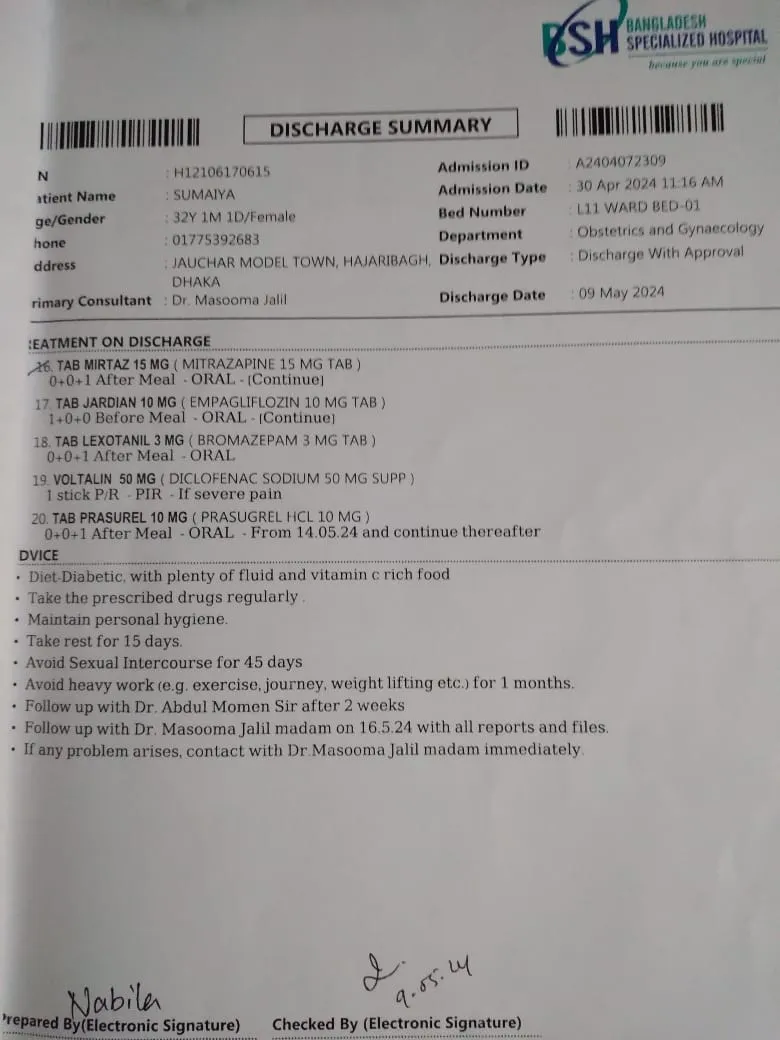 BSH BANGLADESH
SPECIALIZED HOSPITAL
because you are special
DISCHARGE SUMMARY
N : H12106170615
atient Name : SUMAIYA
ge/Gender : 32Y 1M 1D/Female
hone : 01775392683
ddress : JAUCHAR MODEL TOWN, HAJARIBAGH,
DHAKA
rimary Consultant : Dr. Masooma Jalil
Admission ID : A2404072309
Admission Date : 30 Apr 2024 11:16 AM
Bed Number : L11 WARD BED-01
Department : Obstetrics and Gynaecology
Discharge Type : Discharge With Approval
Discharge Date : 09 May 2024
REATMENT ON DISCHARGE
16. TAB MIRTAZ 15 MG ( MITRAZAPINE 15 MG TAB )
0+0+1 After Meal - ORAL - [Continue]
17. TAB JARDIAN 10 MG ( EMPAGLIFLOZIN 10 MG TAB )
1+0+0 Before Meal - ORAL - [Continue]
18. TAB LEXOTANIL 3 MG ( BROMAZEPAM 3 MG TAB )
0+0+1 After Meal - ORAL
19. VOLTALIN 50 MG ( DICLOFENAC SODIUM 50 MG SUPP )
1 stick P/R - PIR - If severe pain
20. TAB PRASUREL 10 MG ( PRASUGREL HCL 10 MG )
0+0+1 After Meal - ORAL - From 14.05.24 and continue thereafter
DVICE
• Diet-Diabetic, with plenty of fluid and vitamin c rich food
• Take the prescribed drugs regularly .
• Maintain personal hygiene.
• Take rest for 15 days.
• Avoid Sexual Intercourse for 45 days
• Avoid heavy work (e.g. exercise, journey, weight lifting etc.) for 1 months.
• Follow up with Dr. Abdul Momen Sir after 2 weeks
• Follow up with Dr. Masooma Jalil madam on 16.5.24 with all reports and files.
• If any problem arises, contact with Dr.Masooma Jalil madam immediately.
Nabila
9.05.24
Prepared By(Electronic Signature)
Checked By (Electronic Signature)